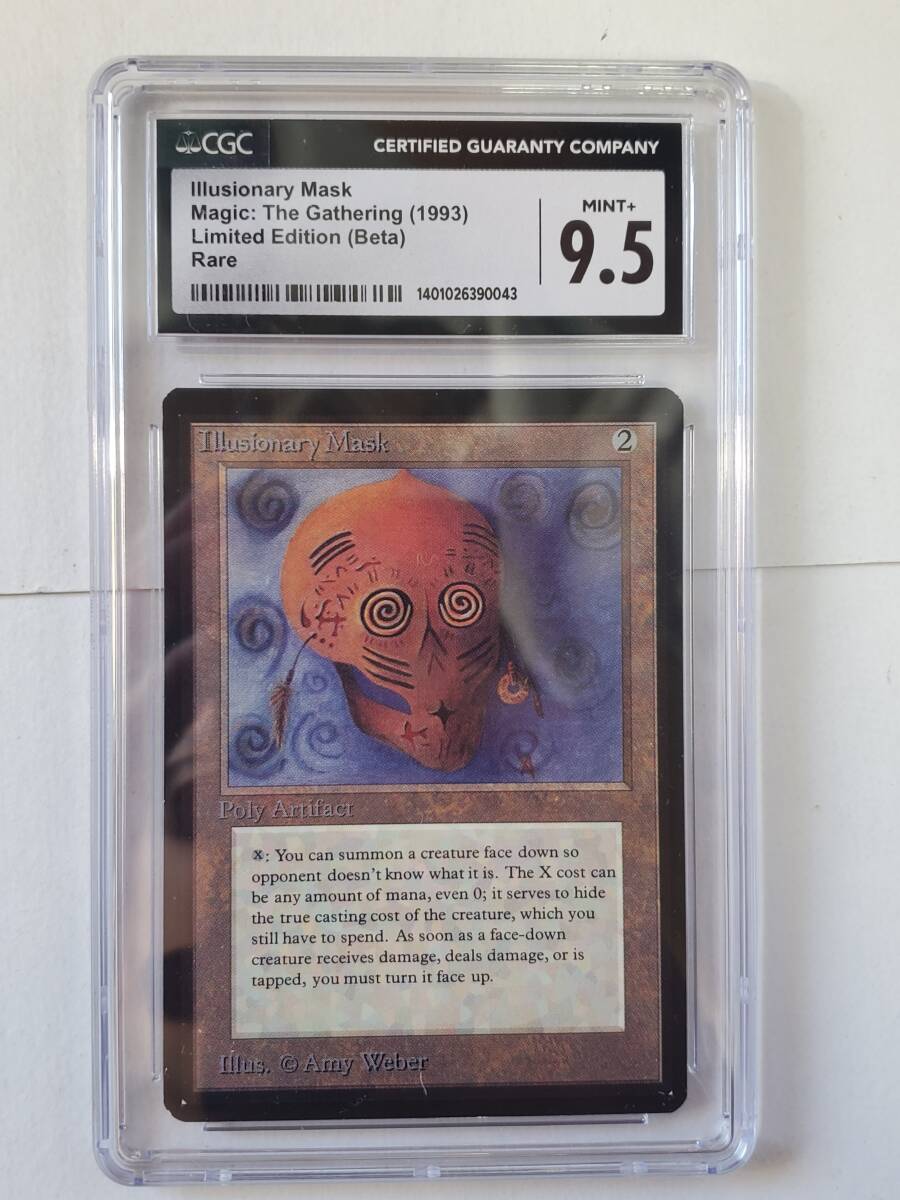 CGC CERTIFIED GUARANTY COMPANY
Illusionary Mask
Magic: The Gathering (1993)
Limited Edition (Beta)
Rare
MINT+
9.5
1401026390043
Illusionary Mask 2
Poly Artifact
X: You can summon a creature face down so
opponent doesn't know what it is. The X cost can
be any amount of mana, even 0; it serves to hide
the true casting cost of the creature, which you
still have to spend. As soon as a face-down
creature receives damage, deals damage, or is
tapped, you must turn it face up.
Illus. © Amy Weber